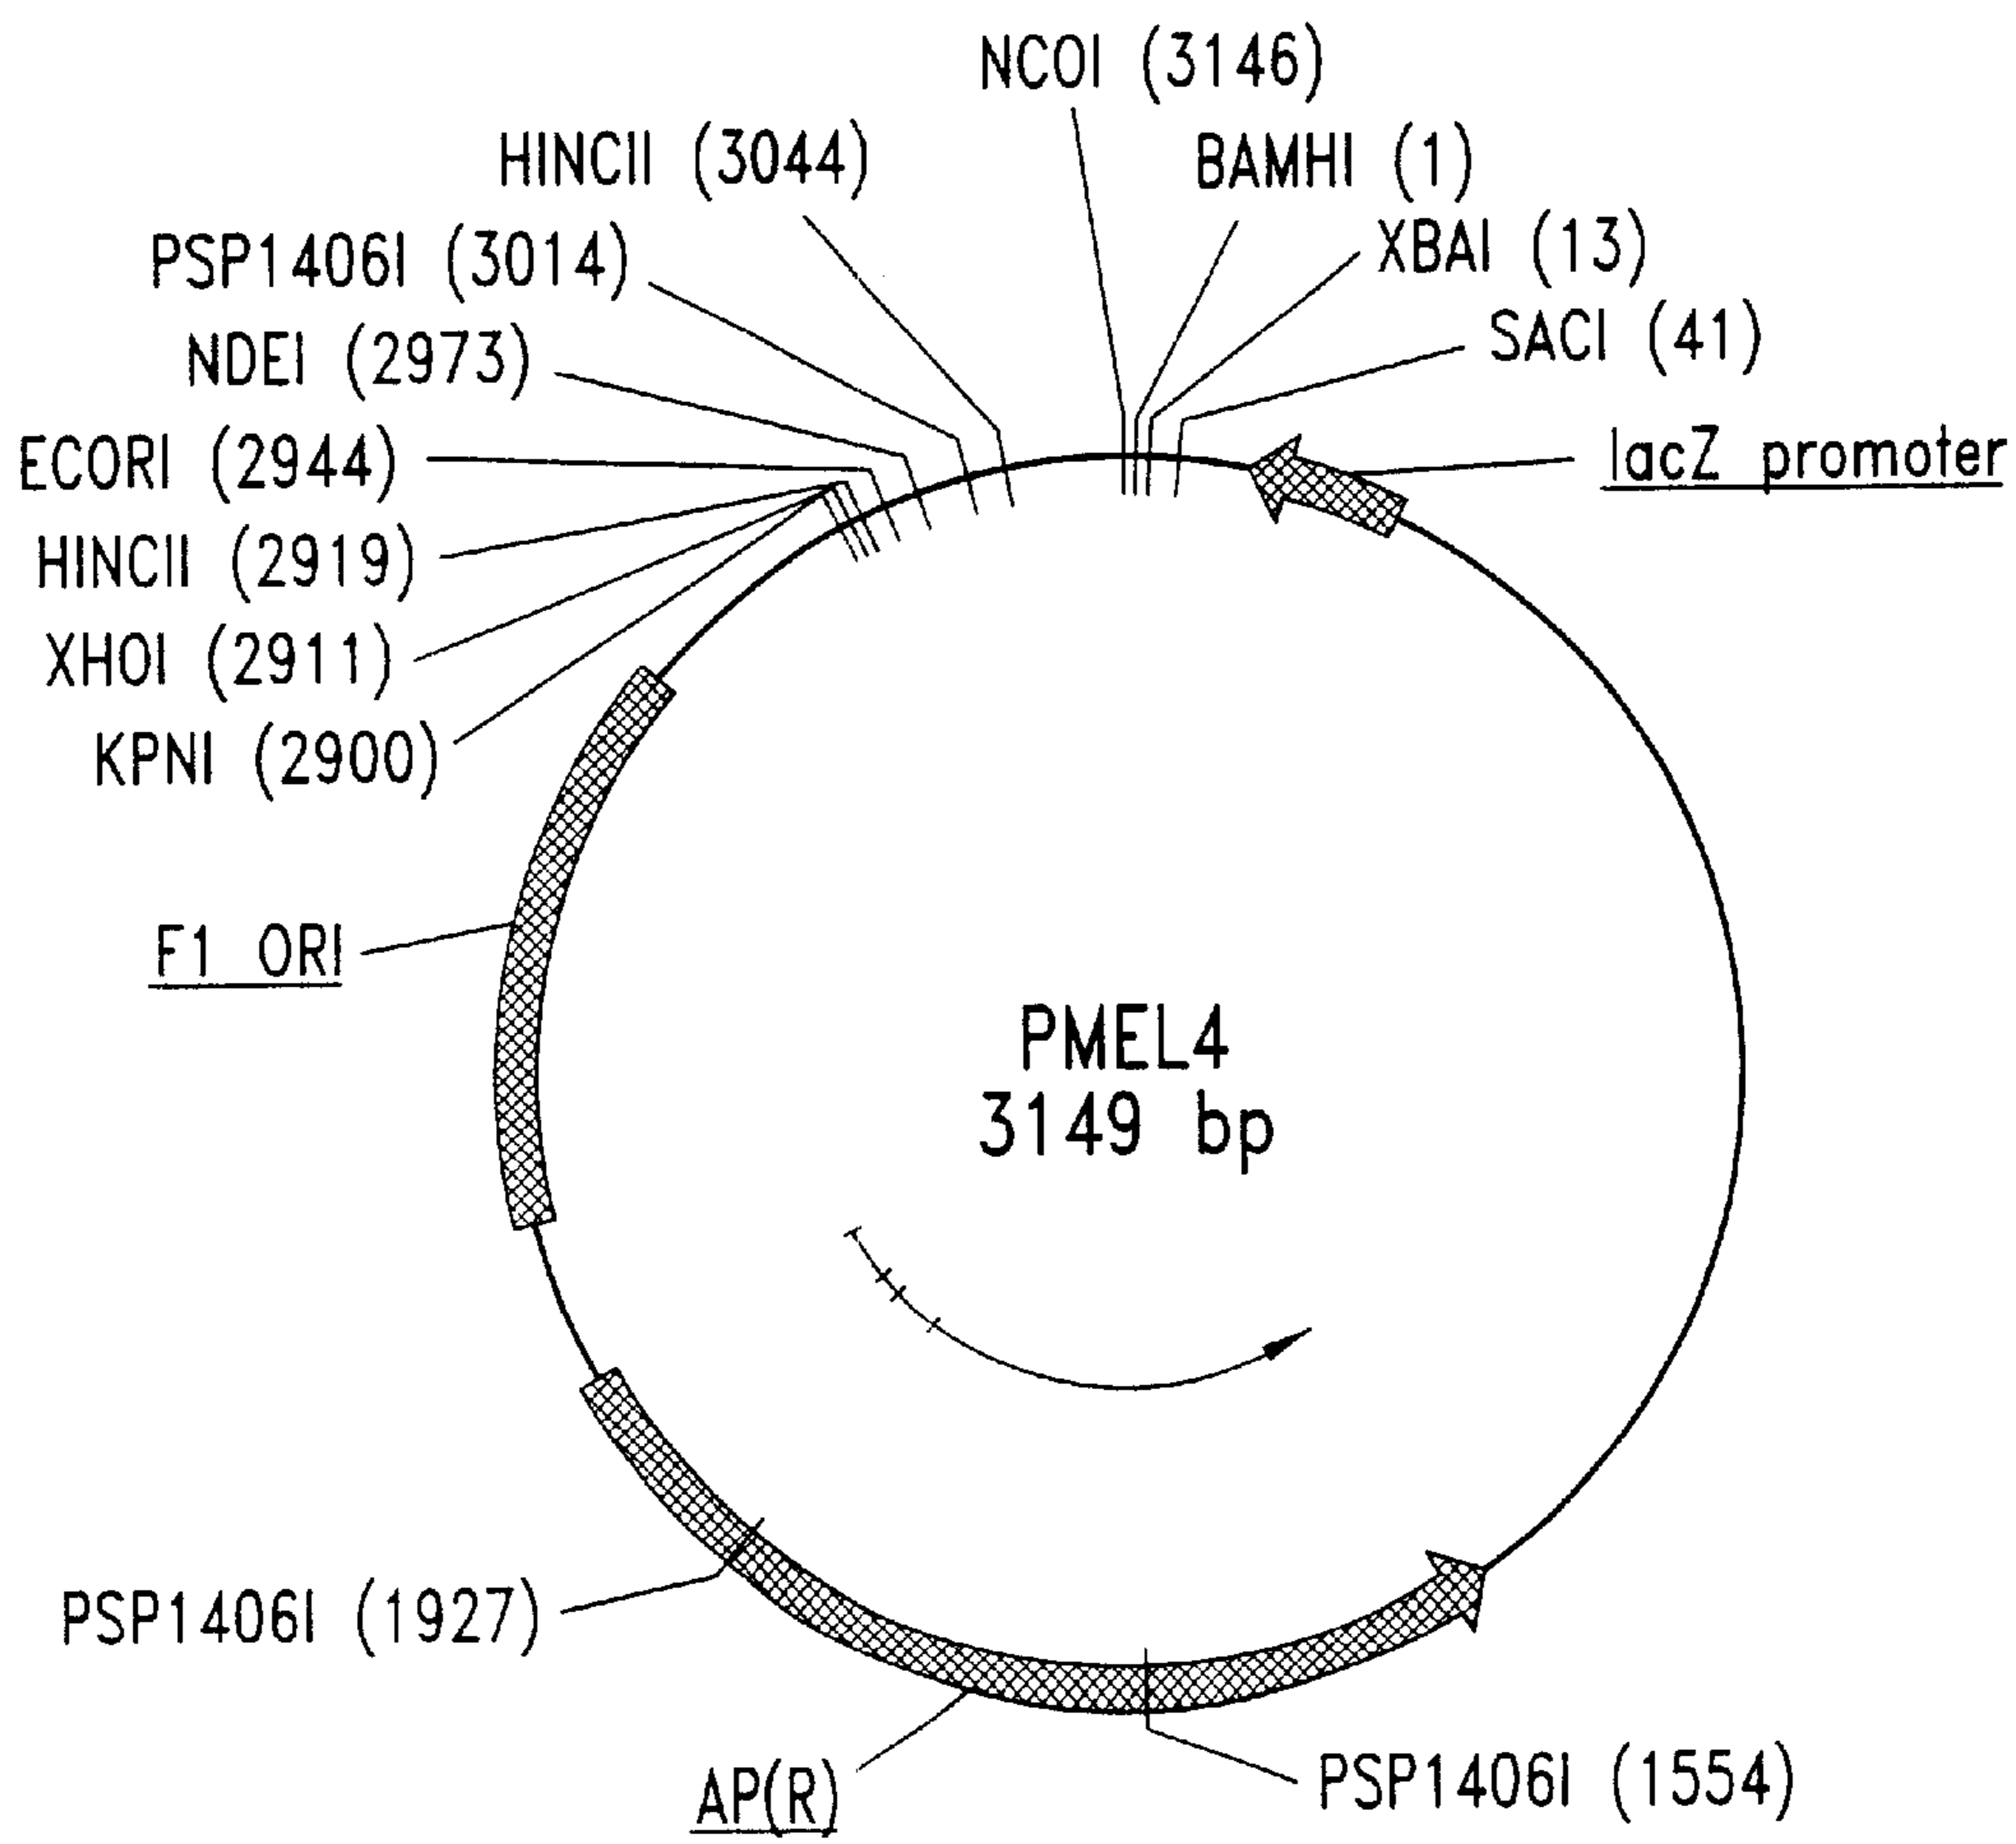 NCOI (3146)
HINCII (3044)
BAMHI (1)
PSP1406I (3014)
XBAI (13)
NDEI (2973)
SACI (41)
ECORI (2944)
lacZ promoter
HINCII (2919)
XHOI (2911)
KPNI (2900)
F1 ORI
PMEL4
3149 bp
PSP1406I (1927)
AP(R)
PSP1406I (1554)